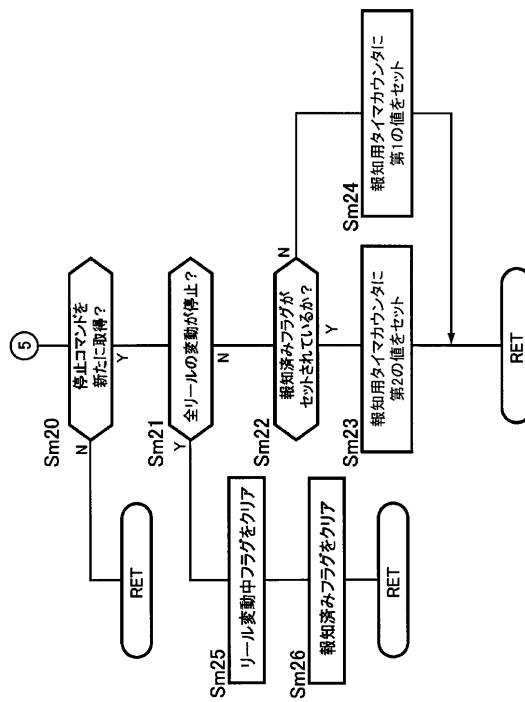 5
Sm20
停止コマンドを
新たに取得?
N
Y
RET
Sm21
全リールの変動が停止?
Y
N
Sm25
リール変動中フラグをクリア
Sm26
報知済みフラグをクリア
RET
Sm22
報知済みフラグが
セットされているか?
N
Y
Sm23
報知用タイマカウンタに
第2の値をセット
Sm24
報知用タイマカウンタに
第1の値をセット
RET